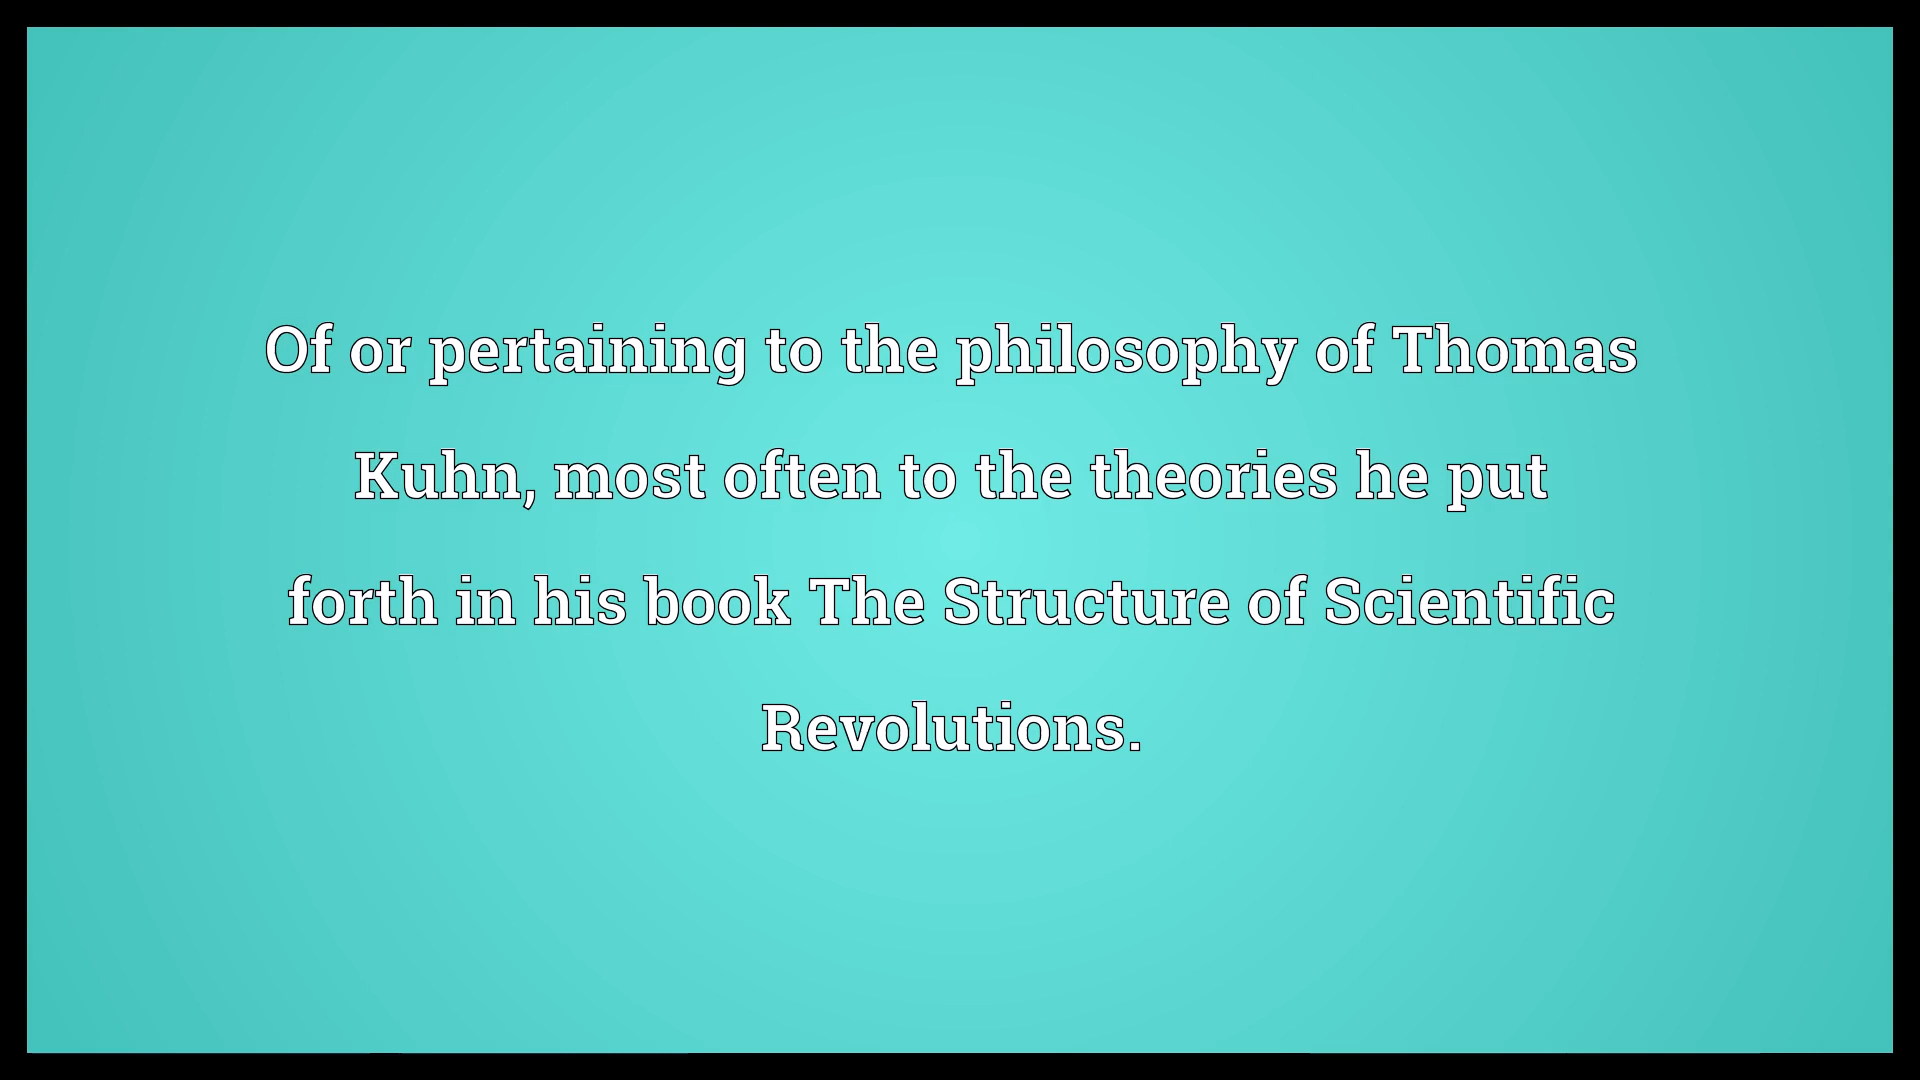 Of or pertaining to the philosophy of Thomas
Kuhn, most often to the theories he put
forth in his book The Structure of Scientific
Revolutions.